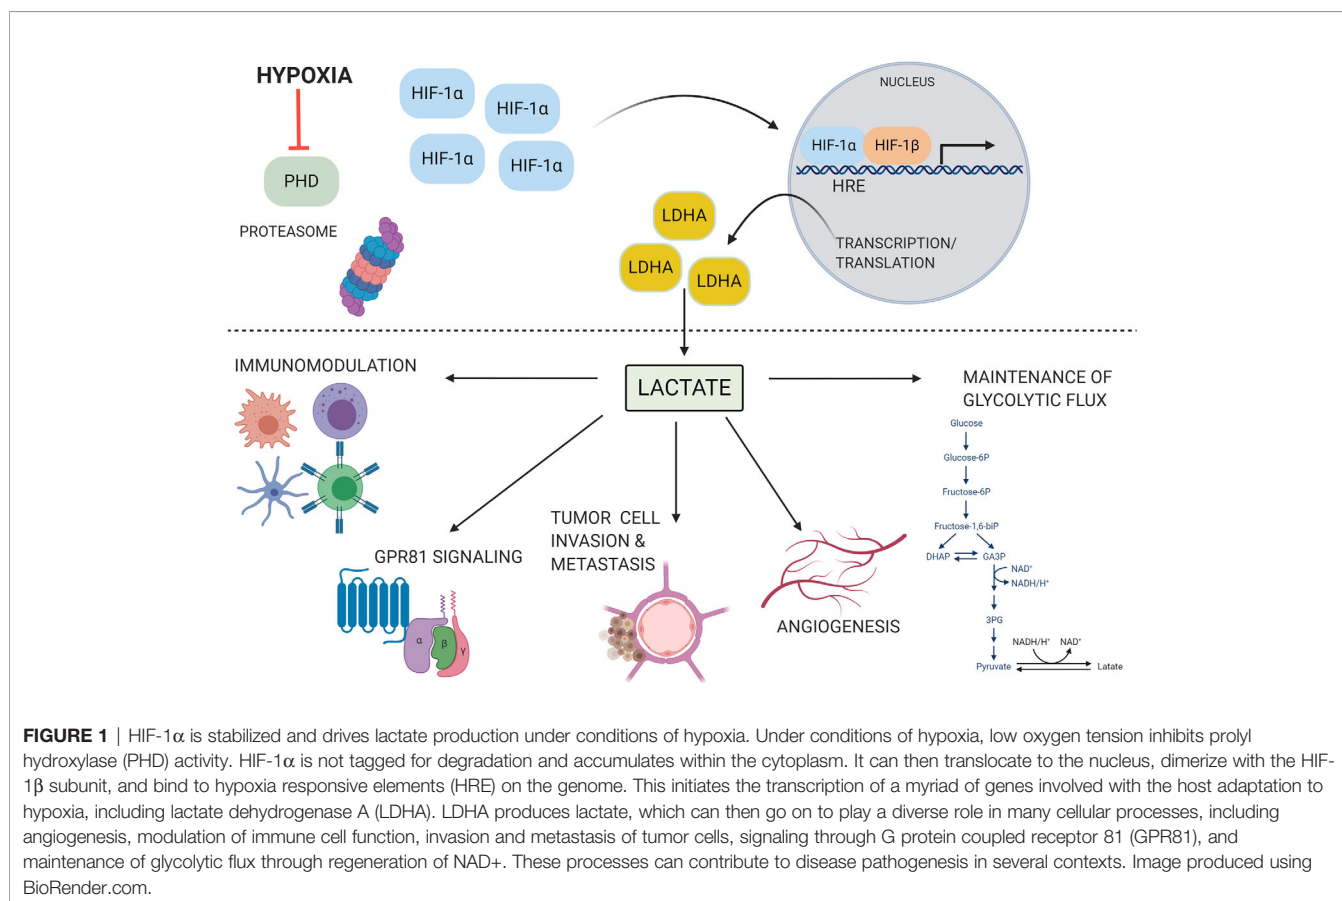 HYPOXIA
PHD
PROTEASOME
HIF-1α
HIF-1α
HIF-1α
HIF-1α
NUCLEUS
HIF-1α
HIF-1β
HRE
TRANSCRIPTION/
TRANSLATION
LDHA
LDHA
LDHA
LACTATE
IMMUNOMODULATION
GPR81 SIGNALING
α
β
γ
TUMOR CELL
INVASION &
METASTASIS
ANGIOGENESIS
MAINTENANCE OF
GLYCOLYTIC FLUX
Glucose
Glucose-6P
Fructose-6P
Fructose-1,6-biP
DHAP
GA3P
NAD⁺
NADH/H⁺
3PG
NADH/H⁺
NAD⁺
Pyruvate
Latate
FIGURE 1 | HIF-1α is stabilized and drives lactate production under conditions of hypoxia. Under conditions of hypoxia, low oxygen tension inhibits prolyl
hydroxylase (PHD) activity. HIF-1α is not tagged for degradation and accumulates within the cytoplasm. It can then translocate to the nucleus, dimerize with the HIF-
1β subunit, and bind to hypoxia responsive elements (HRE) on the genome. This initiates the transcription of a myriad of genes involved with the host adaptation to
hypoxia, including lactate dehydrogenase A (LDHA). LDHA produces lactate, which can then go on to play a diverse role in many cellular processes, including
angiogenesis, modulation of immune cell function, invasion and metastasis of tumor cells, signaling through G protein coupled receptor 81 (GPR81), and
maintenance of glycolytic flux through regeneration of NAD+. These processes can contribute to disease pathogenesis in several contexts. Image produced using
BioRender.com.